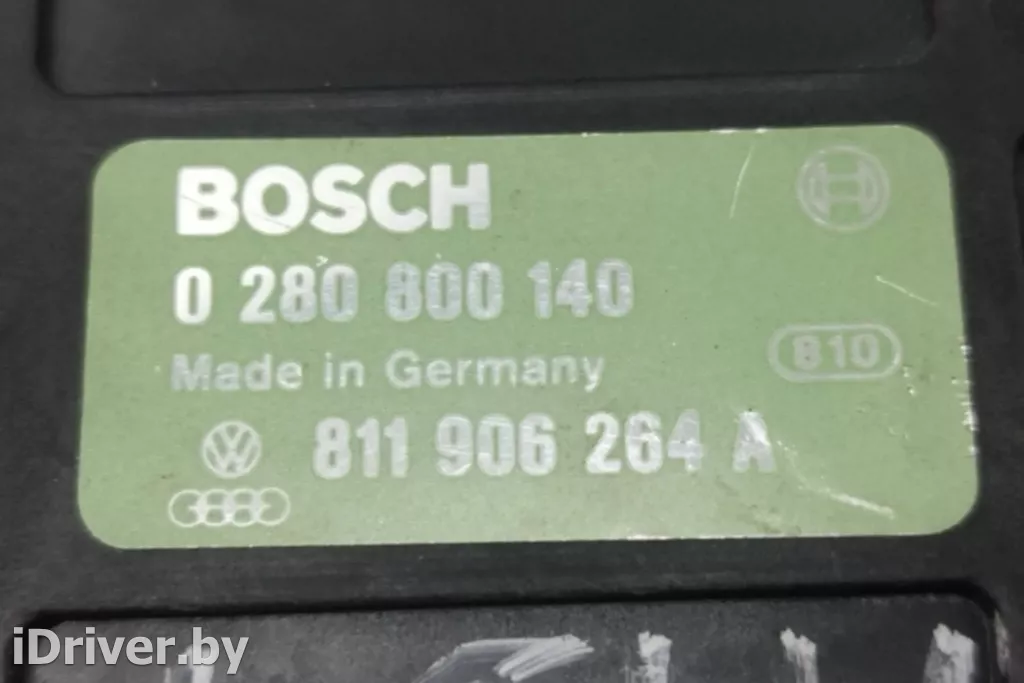 BOSCH
0 280 800 140
Made in Germany
B10
811 906 264 A
iDriver.by